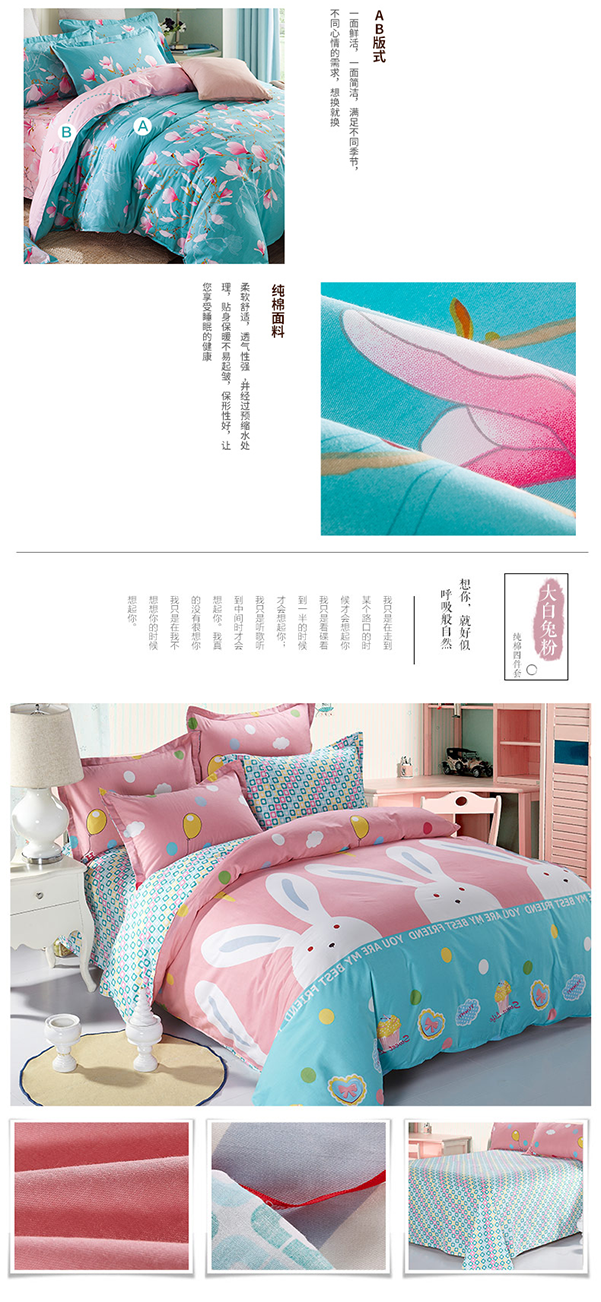 AB版式
一面鲜活，一面简洁，满足不同季节，
不同心情的需求，想换就换
A
B
纯棉面料
柔软舒适，透气性强，并经过预缩水处
理，贴身保暖不易起皱，保形性好，让
您享受睡眠的健康
大白兔粉
纯棉四件套
想你，就好似
呼吸般自然
我只是在走到
某个路口的时
候才会想起你
我只是看碟看
到一半的时候
才会想起你；
我只是听歌听
到中间时才会
想起你。我真
的没有很想你
我只是在我不
想想你的时候
想起你。
YOU ARE MY BEST FRIEND YOU ARE MY BEST FRIEND